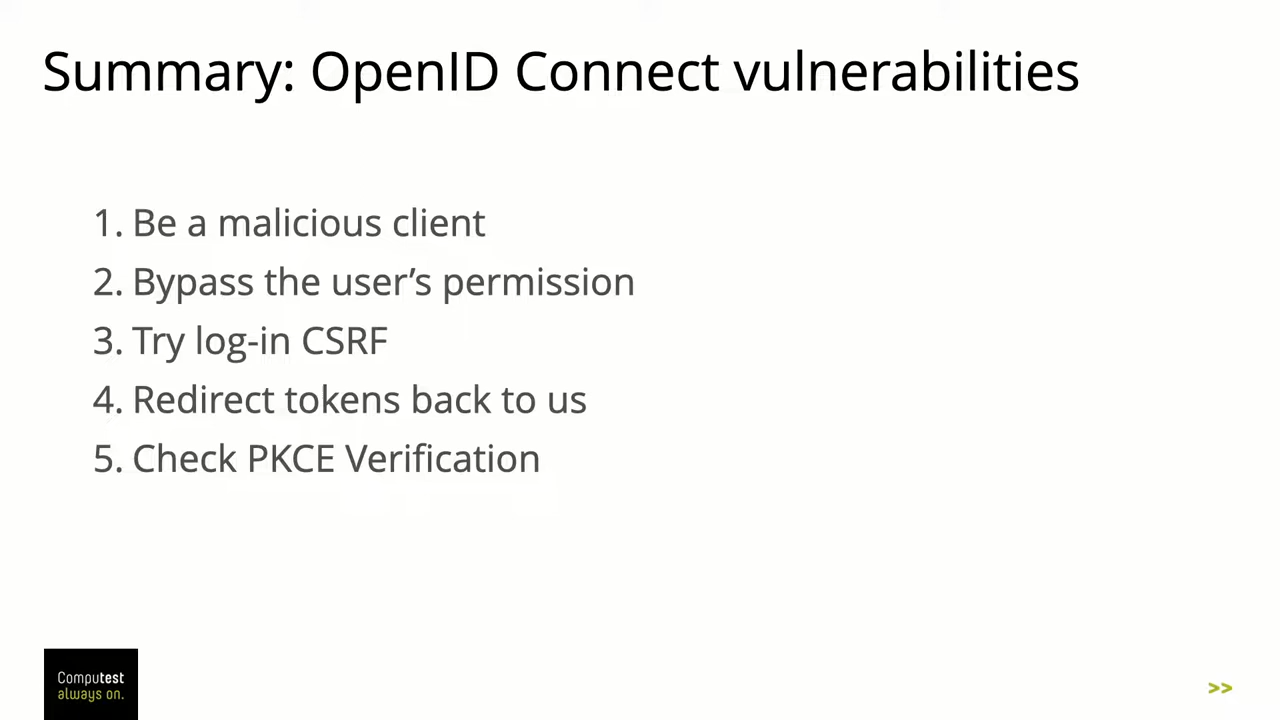 Summary: OpenID Connect vulnerabilities
1. Be a malicious client
2. Bypass the user’s permission
3. Try log-in CSRF
4. Redirect tokens back to us
5. Check PKCE Verification
Computest
always on.
>>